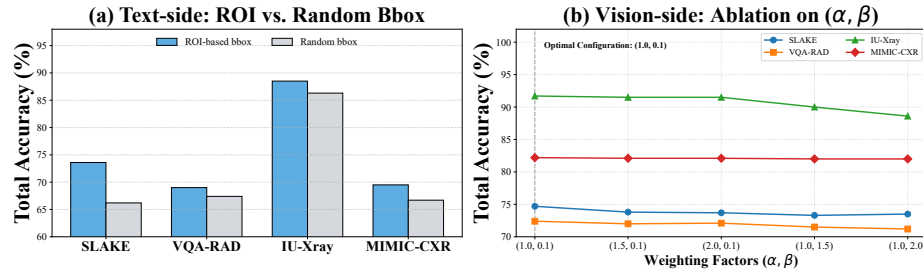 (a) Text-side: ROI vs. Random Bbox
Total Accuracy (%)
95
90
85
80
75
70
65
60
ROI-based bbox
Random bbox
SLAKE
VQA-RAD
IU-Xray
MIMIC-CXR
(b) Vision-side: Ablation on (α, β)
Total Accuracy (%)
100
95
90
85
80
75
70
Optimal Configuration: (1.0, 0.1)
SLAKE
VQA-RAD
IU-Xray
MIMIC-CXR
(1.0, 0.1)
(1.5, 0.1)
(2.0, 0.1)
(1.0, 1.5)
(1.0, 2.0
Weighting Factors (α, β)